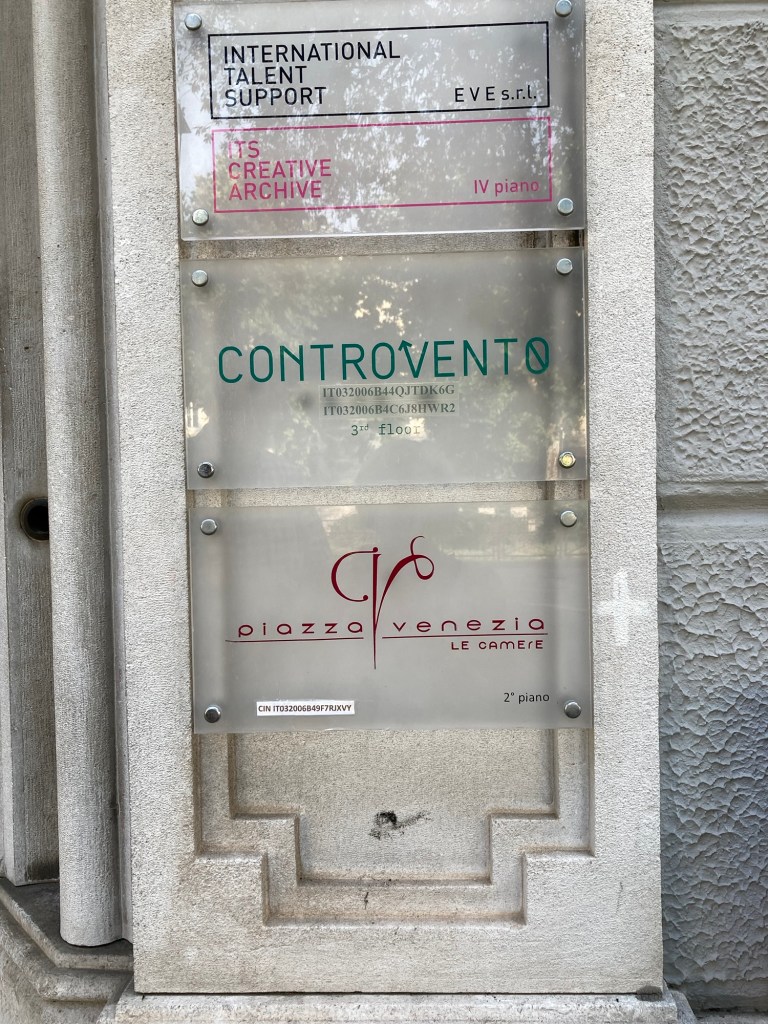 INTERNATIONAL
TALENT
SUPPORT
EVE s.r.l.
ITS
CREATIVE
ARCHIVE
IV piano
CONTROVENTO
IT032006B44QJTDK6G
IT032006B4C6J8HWR2
3rd floor
piazza venezia
LE CAMERE
2° piano
CIN IT032006B49F7RJXVY